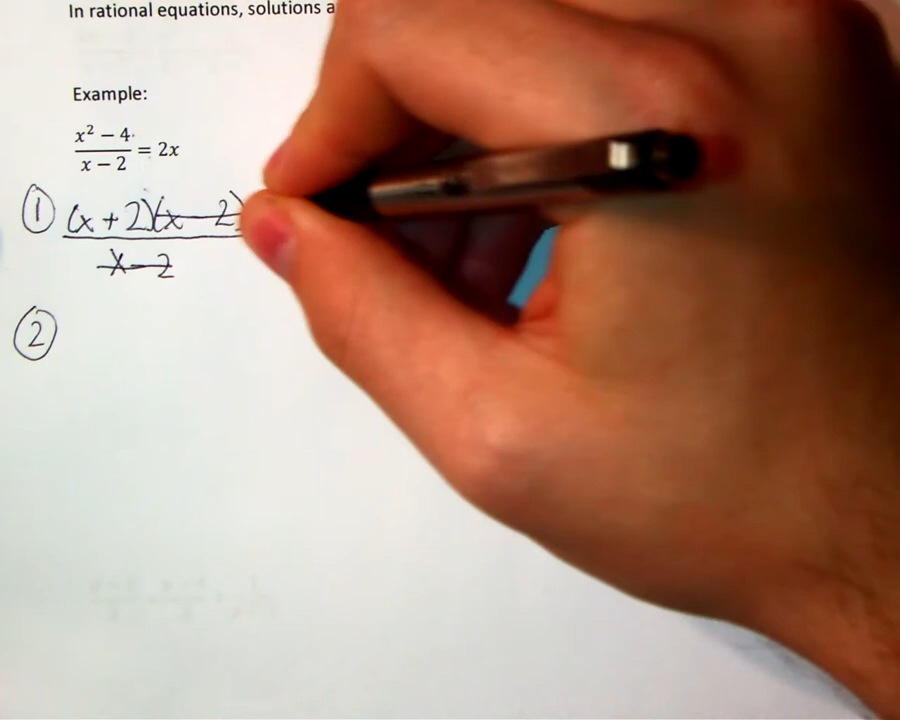 In rational equations, solutions a
Example:
x² − 4
x − 2
= 2x
① (x + 2)(x − 2)
x − 2
②